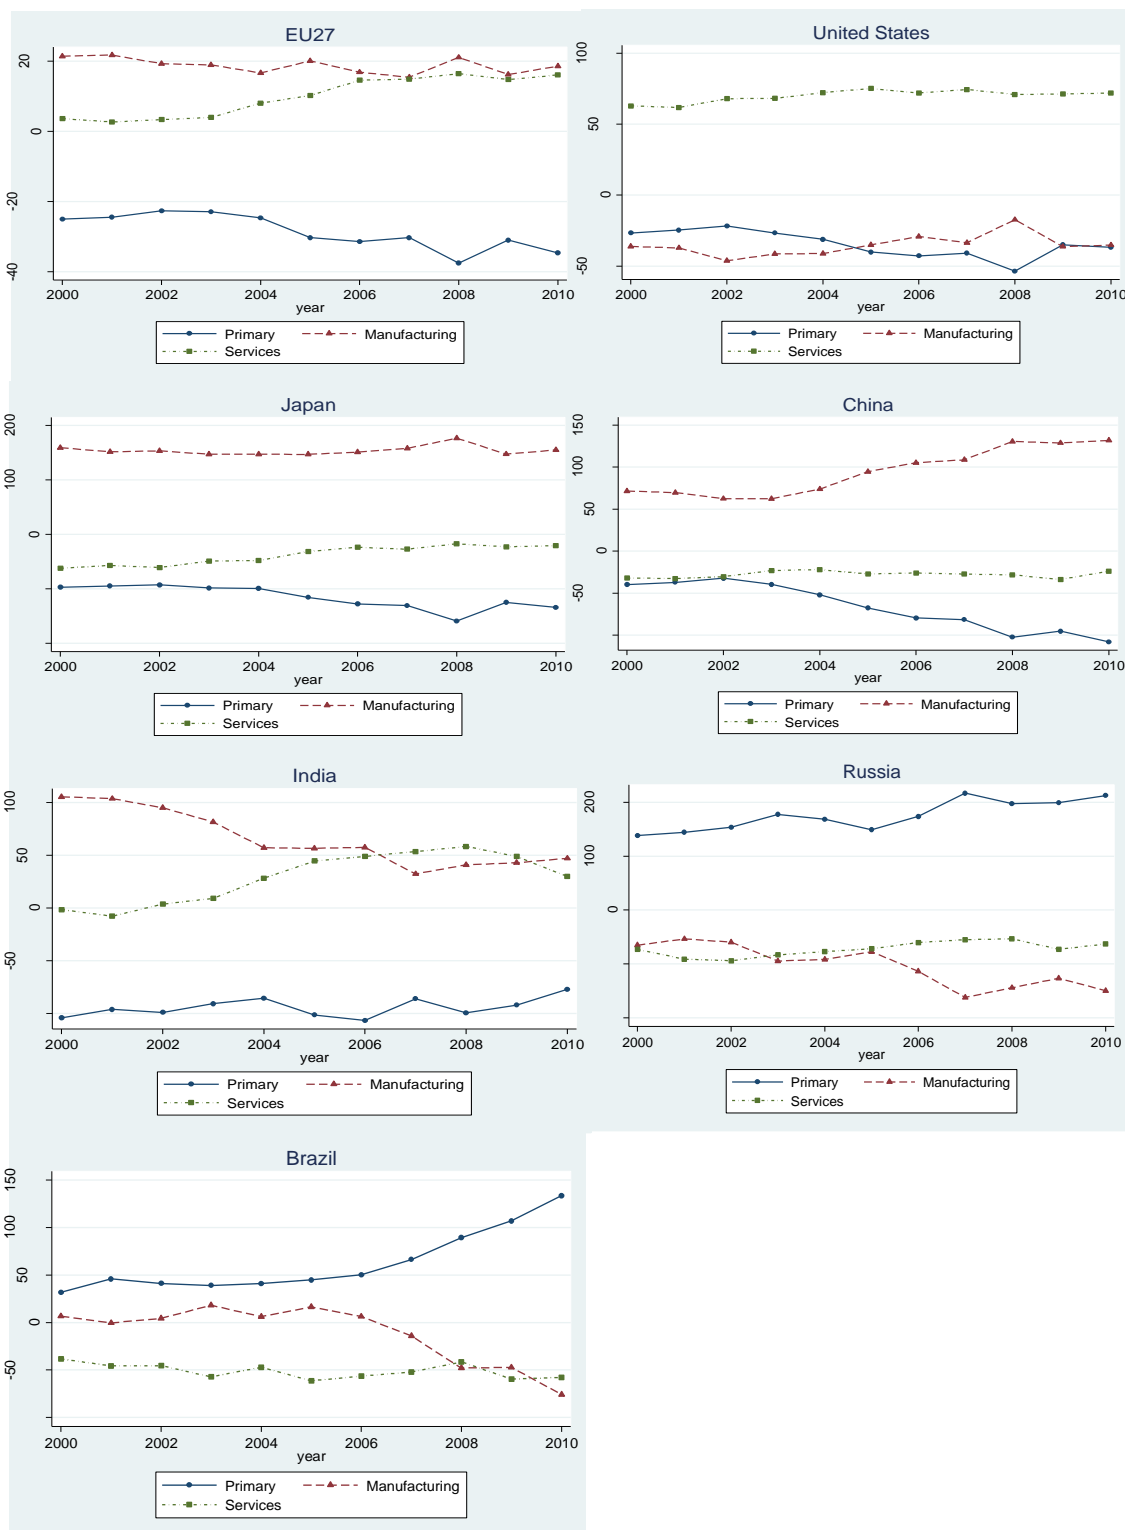 EU27
20
0
-20
-40
2000 2002 2004 2006 2008 2010
year
Primary Manufacturing
Services
United States
100
50
0
-50
2000 2002 2004 2006 2008 2010
year
Primary Manufacturing
Services
Japan
200
100
0
2000 2002 2004 2006 2008 2010
year
Primary Manufacturing
Services
China
150
100
50
0
-50
2000 2002 2004 2006 2008 2010
year
Primary Manufacturing
Services
India
100
50
0
-50
2000 2002 2004 2006 2008 2010
year
Primary Manufacturing
Services
Russia
200
100
0
2000 2002 2004 2006 2008 2010
year
Primary Manufacturing
Services
Brazil
150
100
50
0
-50
2000 2002 2004 2006 2008 2010
year
Primary Manufacturing
Services